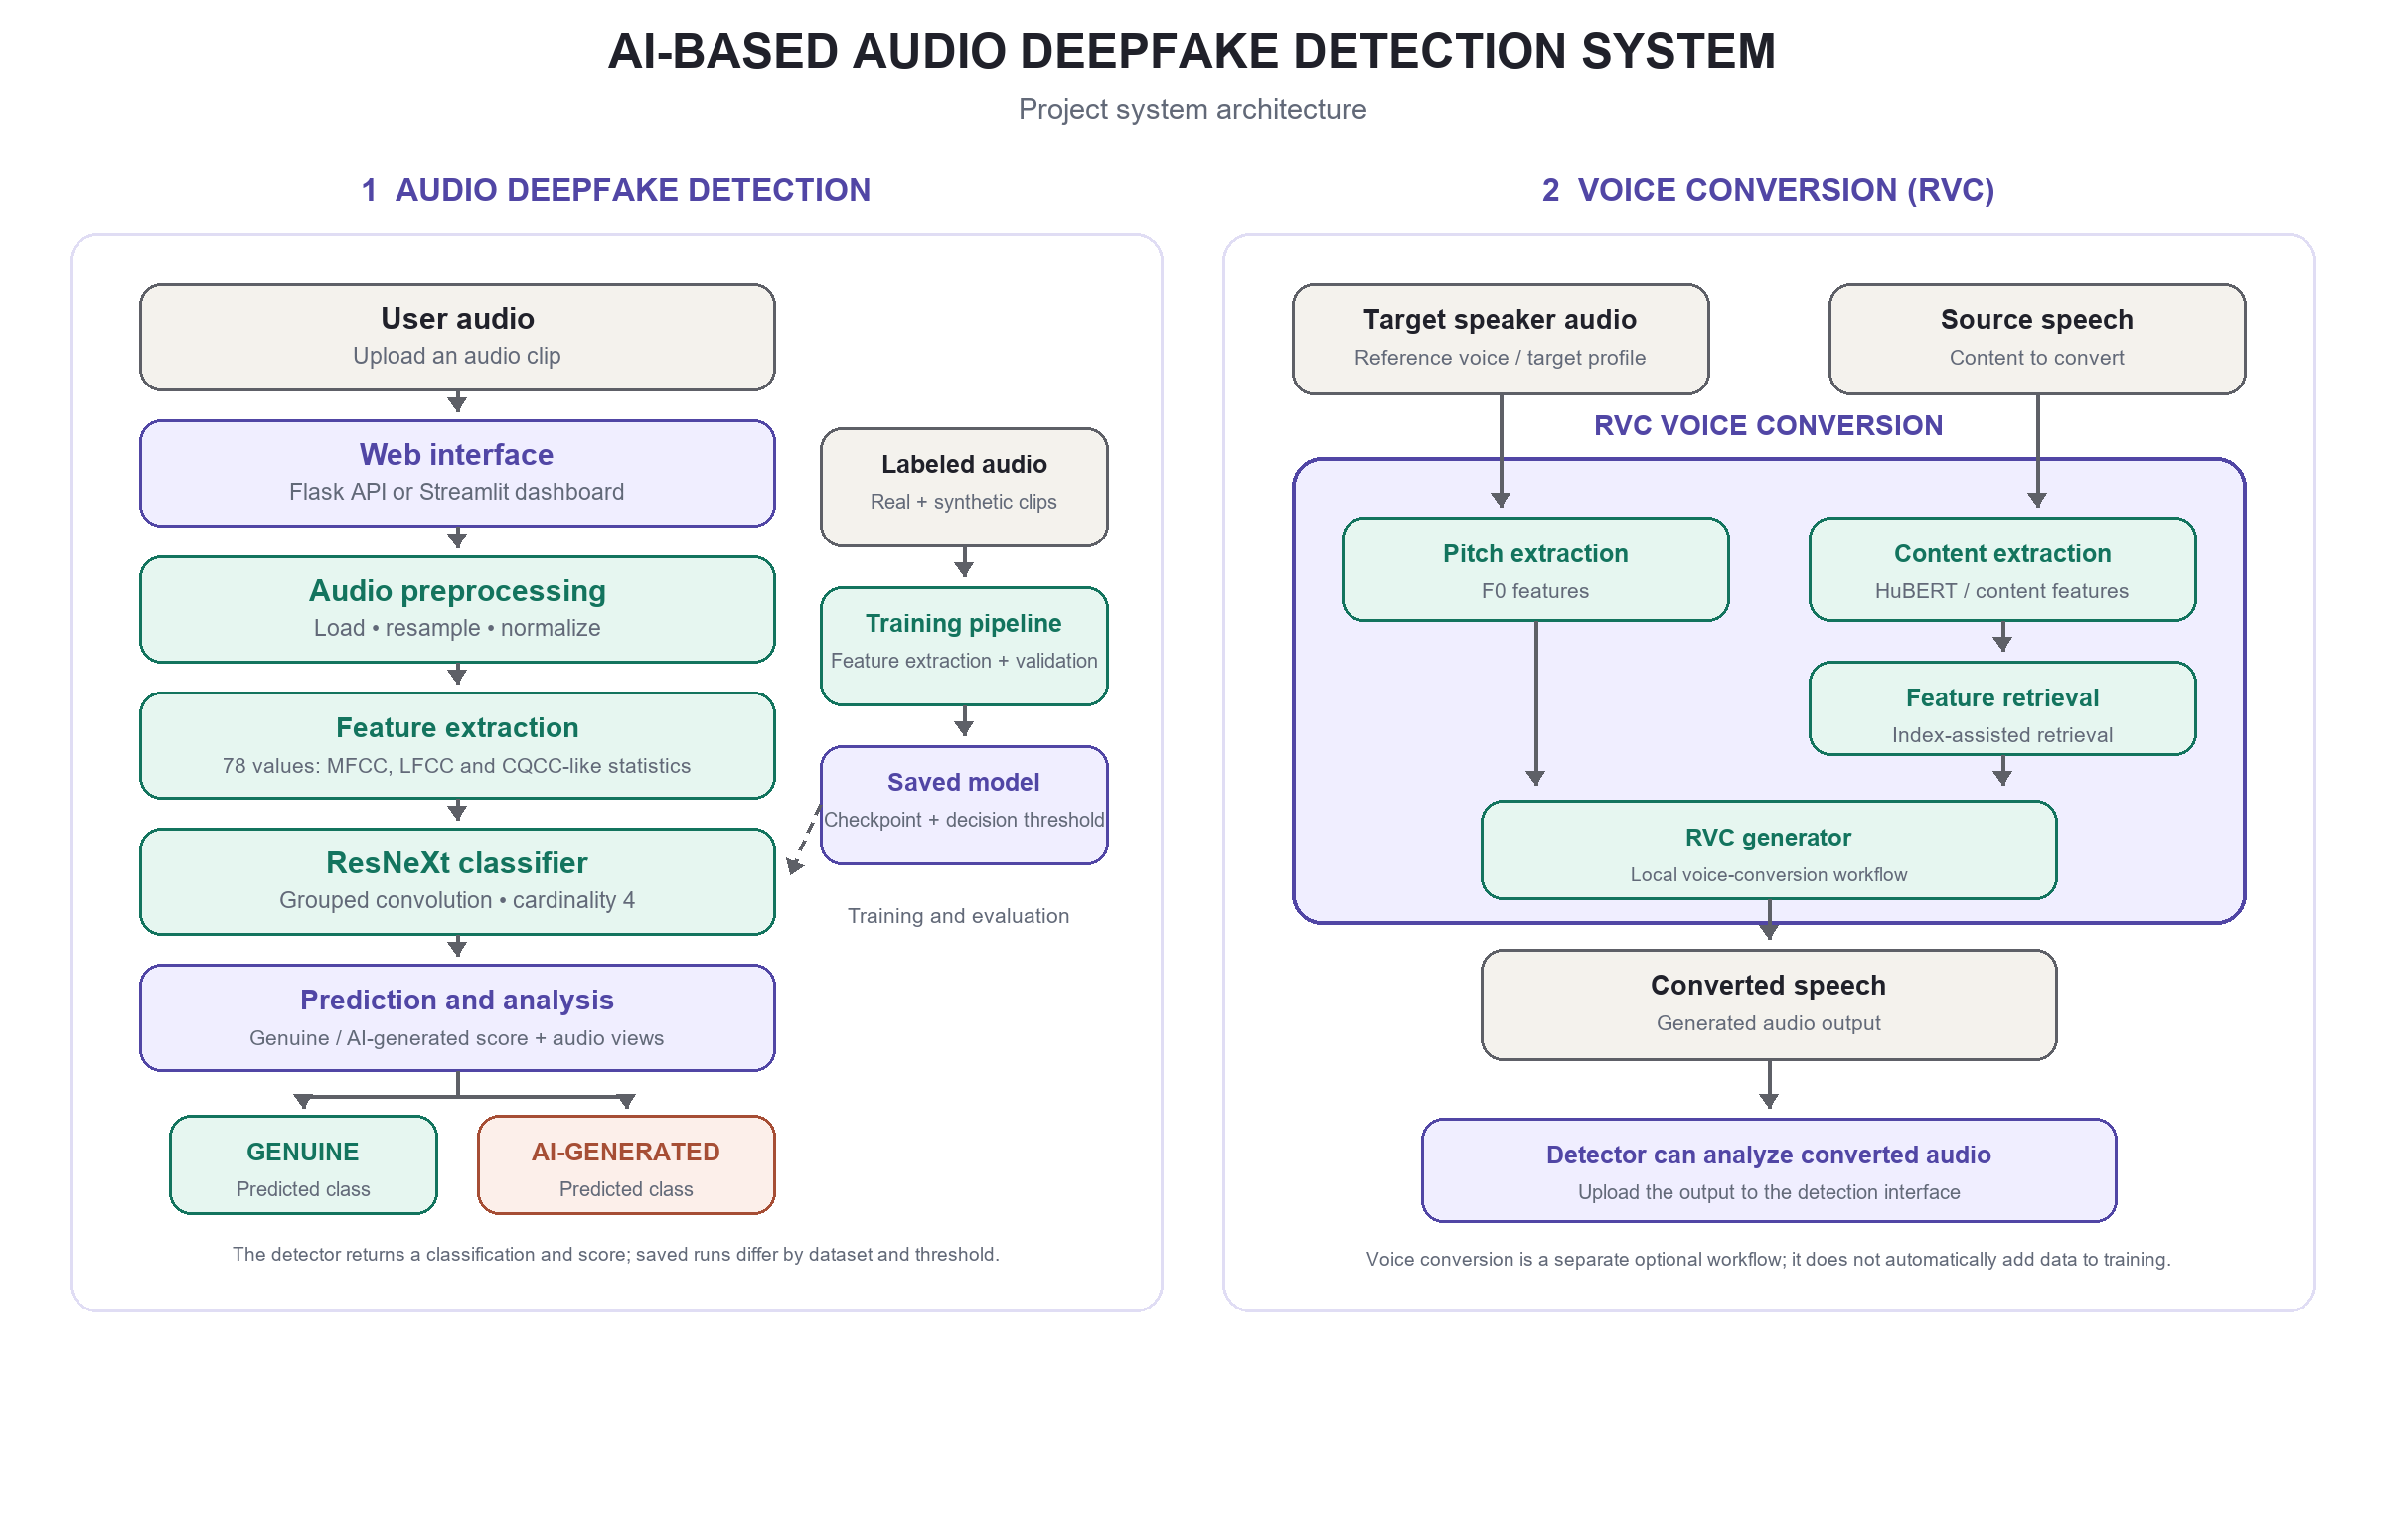 AI-BASED AUDIO DEEPFAKE DETECTION SYSTEM
Project system architecture
1 AUDIO DEEPFAKE DETECTION
User audio
Upload an audio clip
Web interface
Flask API or Streamlit dashboard
Audio preprocessing
Load • resample • normalize
Feature extraction
78 values: MFCC, LFCC and CQCC-like statistics
ResNeXt classifier
Grouped convolution • cardinality 4
Prediction and analysis
Genuine / AI-generated score + audio views
GENUINE
Predicted class
AI-GENERATED
Predicted class
Labeled audio
Real + synthetic clips
Training pipeline
Feature extraction + validation
Saved model
Checkpoint + decision threshold
Training and evaluation
The detector returns a classification and score; saved runs differ by dataset and threshold.
2 VOICE CONVERSION (RVC)
Target speaker audio
Reference voice / target profile
Source speech
Content to convert
RVC VOICE CONVERSION
Pitch extraction
F0 features
Content extraction
HuBERT / content features
Feature retrieval
Index-assisted retrieval
RVC generator
Local voice-conversion workflow
Converted speech
Generated audio output
Detector can analyze converted audio
Upload the output to the detection interface
Voice conversion is a separate optional workflow; it does not automatically add data to training.